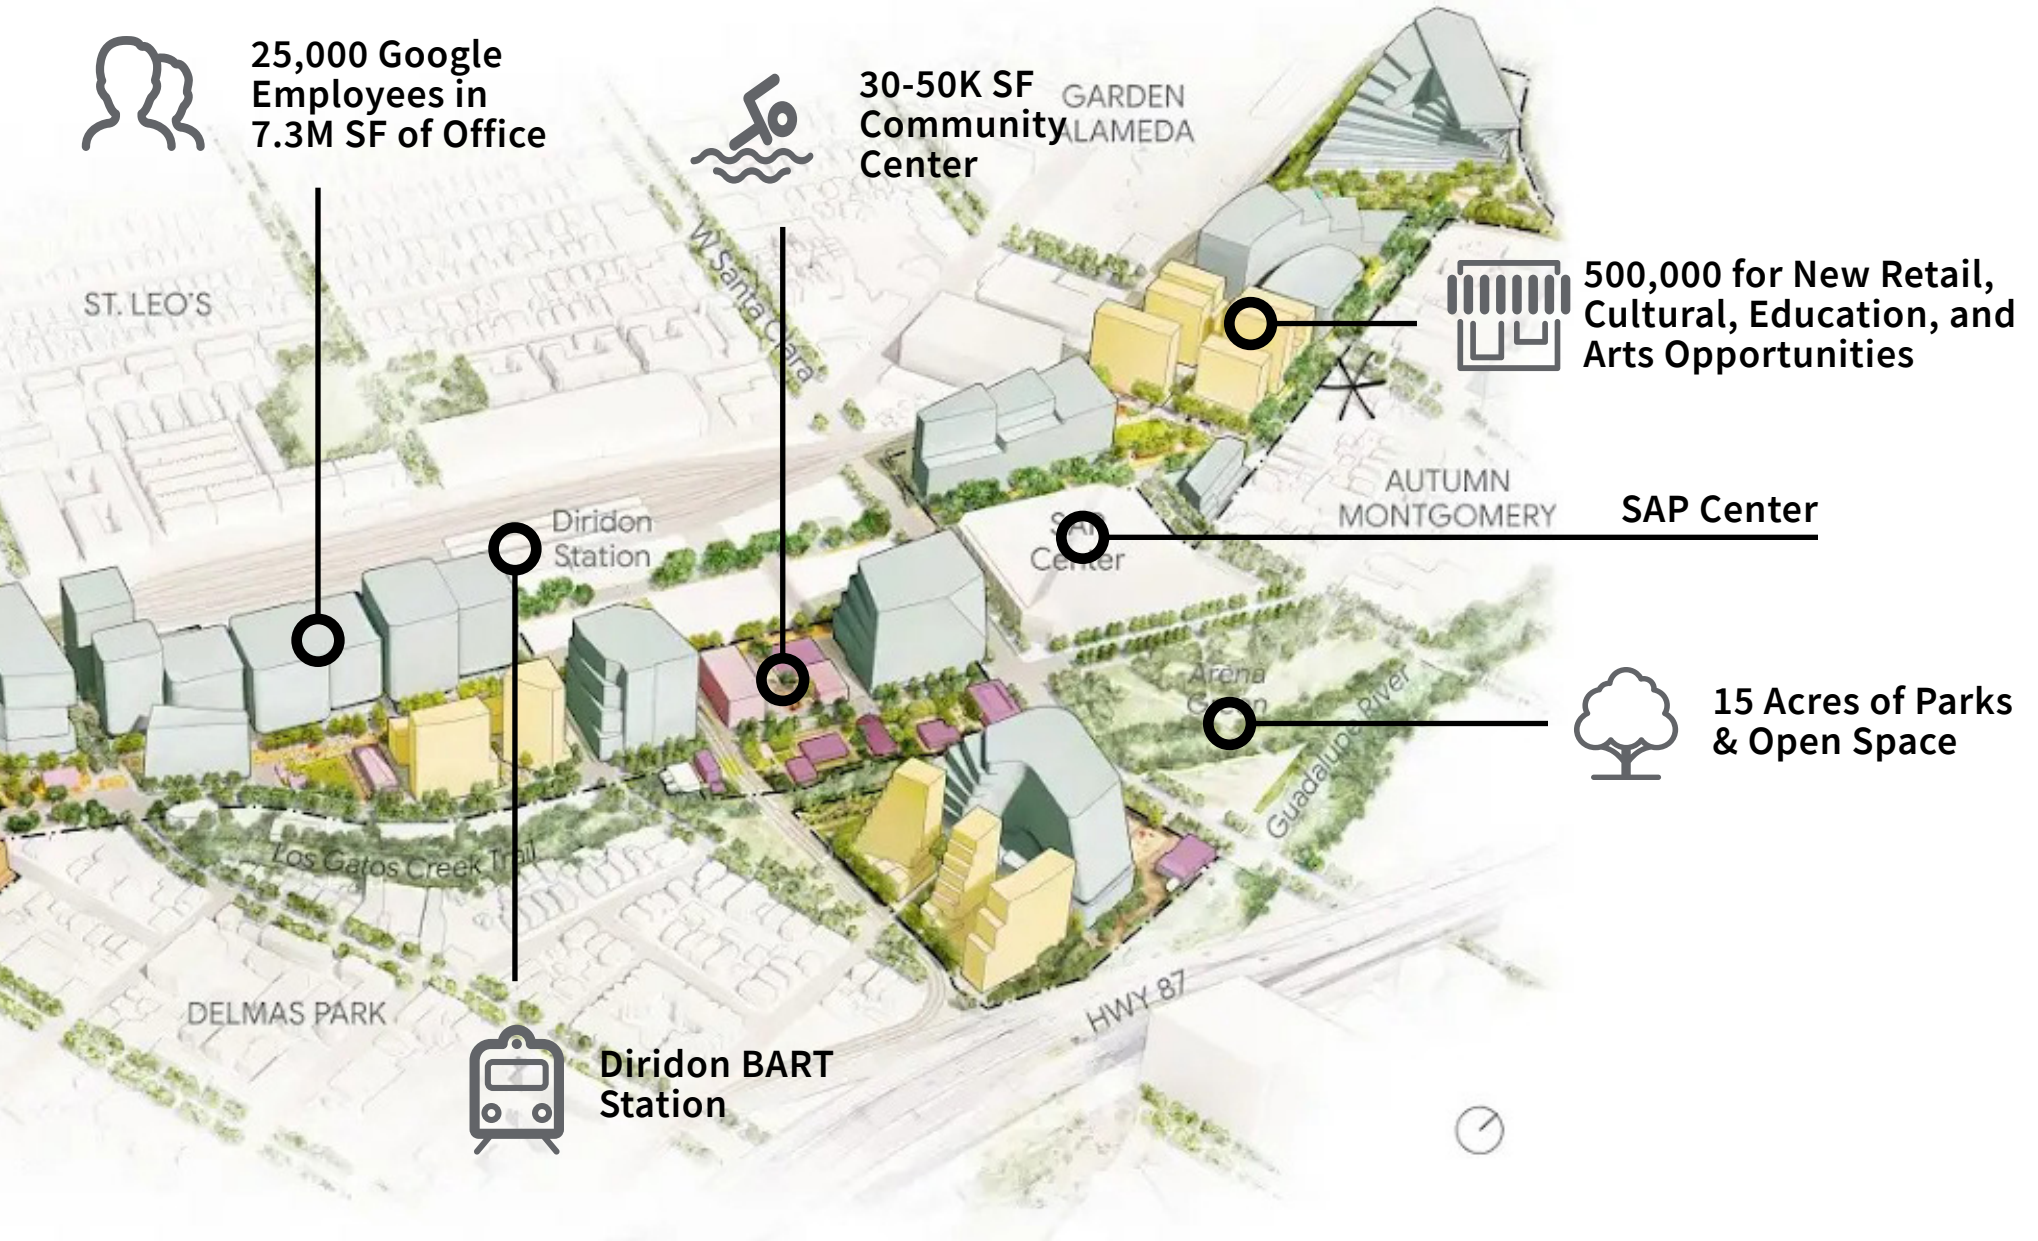 25,000 Google
Employees in
7.3M SF of Office
30-50K SF
Community
Center
GARDEN
ALAMEDA
W Santa Clara
ST. LEO'S
500,000 for New Retail,
Cultural, Education, and
Arts Opportunities
AUTUMN
MONTGOMERY
SAP Center
Diridon
Station
SAP
Center
Arena
Green
Guadalupe River
15 Acres of Parks
& Open Space
Los Gatos Creek Trail
DELMAS PARK
HWY 87
Diridon BART
Station